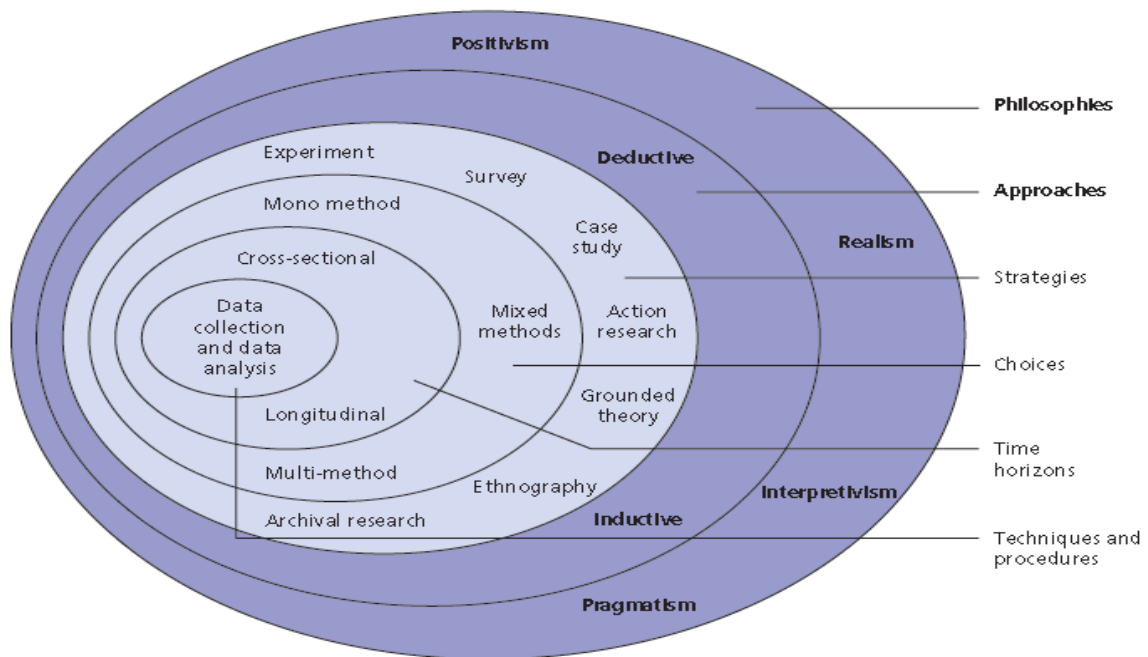 Positivism
Philosophies
Experiment
Deductive
Survey
Approaches
Mono method
Case
study
Realism
Cross-sectional
Strategies
Data
collection
and data
analysis
Mixed
methods
Action
research
Choices
Grounded
theory
Longitudinal
Time
horizons
Multi-method
Ethnography
Interpretivism
Archival research
Inductive
Techniques and
procedures
Pragmatism